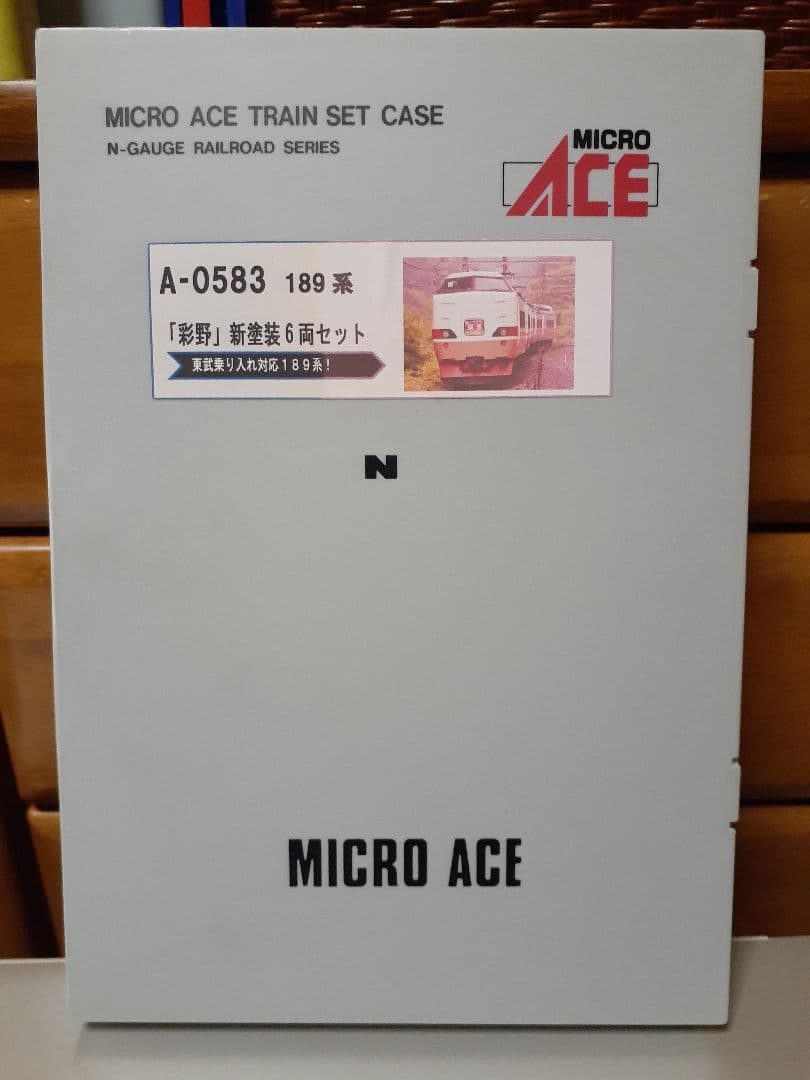 MICRO ACE TRAIN SET CASE
N-GAUGE RAILROAD SERIES
MICRO
ACE
A-0583 189系
「彩野」新塗装6両セット
東武乗り入れ対応189系!
N
MICRO ACE